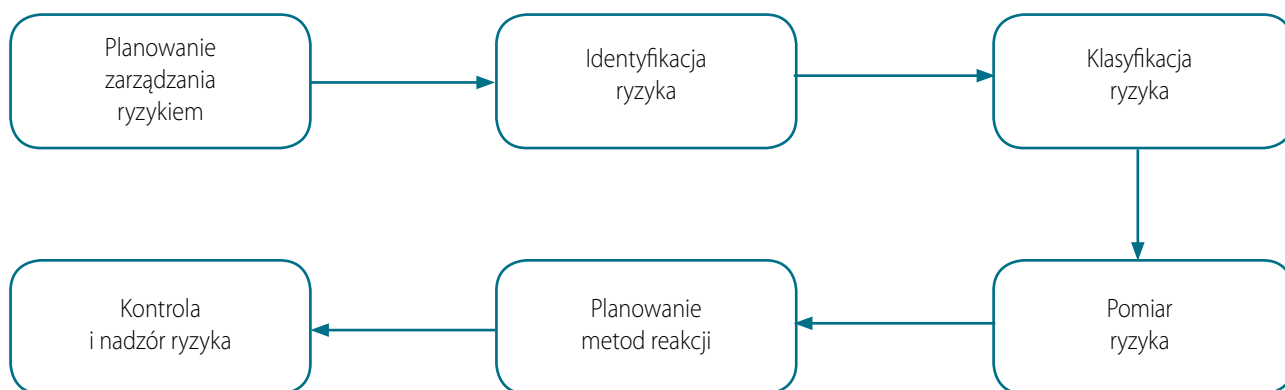 Planowanie
zarządzania
ryzykiem
Identyfikacja
ryzyka
Klasyfikacja
ryzyka
Pomiar
ryzyka
Planowanie
metod reakcji
Kontrola
i nadzór ryzyka